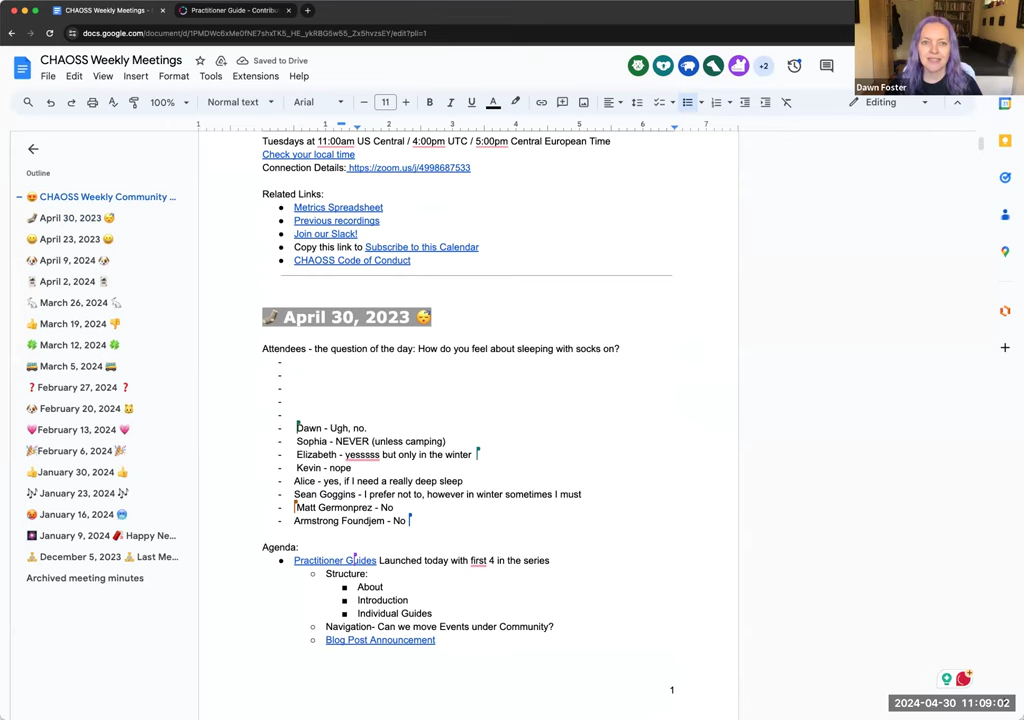 CHAOSS Weekly Meetings -
Practitioner Guide - Contribu
docs.google.com/document/d/1PMDWc6xMe0fNE7shxTK5_HE_ykRBG5w55_Zx5hvzsEY/edit?pli=1
Dawn Foster
CHAOSS Weekly Meetings
Saved to Drive
File Edit View Insert Format Tools Extensions Help
+2
100% Normal text Arial 11 B I U A Editing
1 1 2 3 4 5 6 7
Outline
CHAOSS Weekly Community ...
April 30, 2023
April 23, 2024
April 9, 2024
April 2, 2024
March 26, 2024
March 19, 2024
March 12, 2024
March 5, 2024
February 27, 2024
February 20, 2024
February 13, 2024
February 6, 2024
January 30, 2024
January 23, 2024
January 16, 2024
January 9, 2024 Happy Ne...
December 5, 2023 Last Me...
Archived meeting minutes
Tuesdays at 11:00am US Central / 4:00pm UTC / 5:00pm Central European Time
Check your local time
Connection Details: https://zoom.us/j/4998687533
Related Links:
● Metrics Spreadsheet
● Previous recordings
● Join our Slack!
● Copy this link to Subscribe to this Calendar
● CHAOSS Code of Conduct
April 30, 2023
Attendees - the question of the day: How do you feel about sleeping with socks on?
-
-
-
-
-
- Dawn - Ugh, no.
- Sophia - NEVER (unless camping)
- Elizabeth - yesssss but only in the winter
- Kevin - nope
- Alice - yes, if I need a really deep sleep
- Sean Goggins - I prefer not to, however in winter sometimes I must
- Matt Germonprez - No
- Armstrong Foundjem - No
Agenda:
● Practitioner Guides Launched today with first 4 in the series
○ Structure:
■ About
■ Introduction
■ Individual Guides
○ Navigation- Can we move Events under Community?
○ Blog Post Announcement
1
2024-04-30 11:09:02